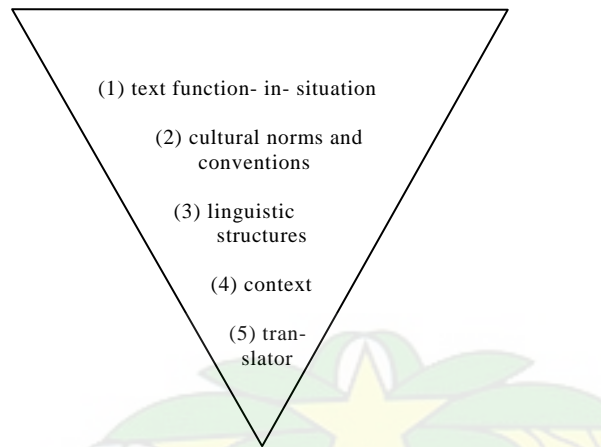 (1) text function- in- situation
(2) cultural norms and
conventions
(3) linguistic
structures
(4) context
(5) tran-
slator